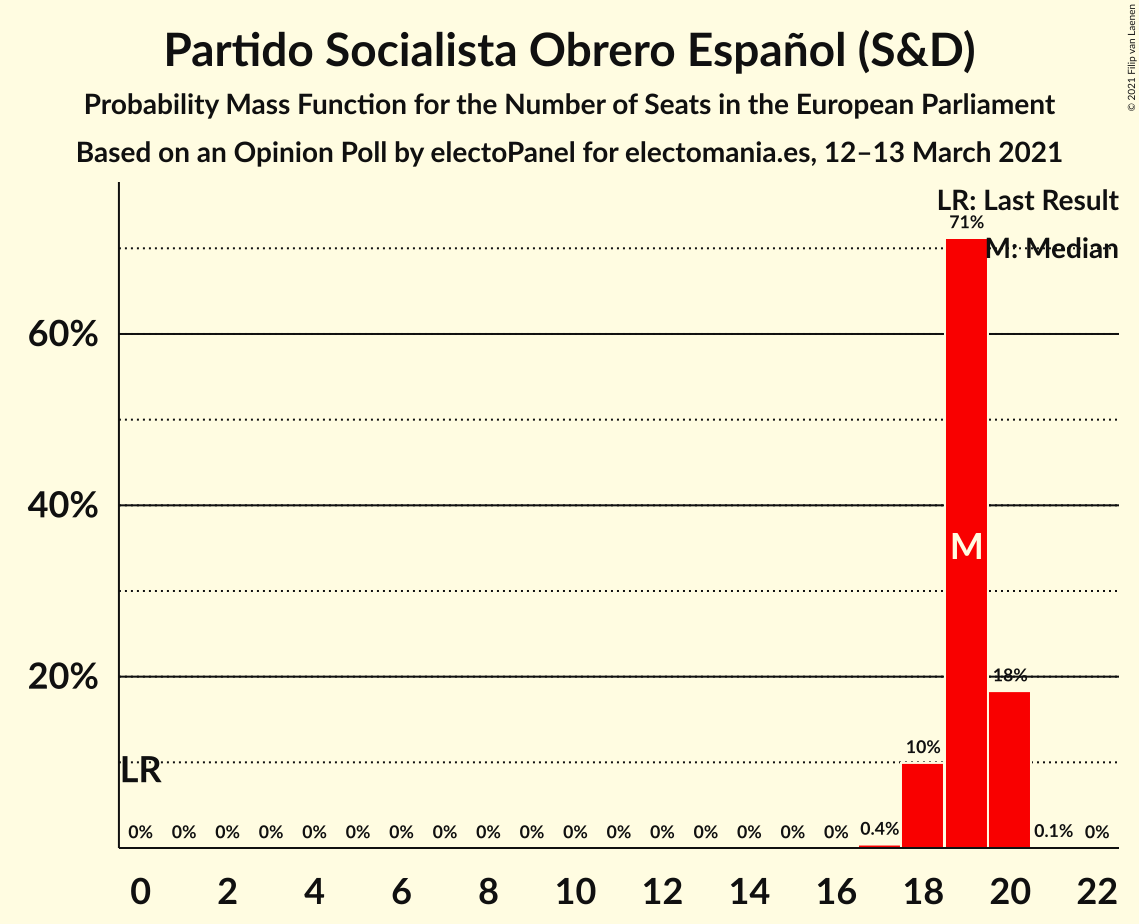 Partido Socialista Obrero Español (S&D)
Probability Mass Function for the Number of Seats in the European Parliament
Based on an Opinion Poll by electoPanel for electomania.es, 12–13 March 2021
© 2021 Filip van Laenen
LR: Last Result
M: Median
60%
40%
20%
71%
M
18%
10%
LR
0% 0% 0% 0% 0% 0% 0% 0% 0% 0% 0% 0% 0% 0% 0% 0% 0% 0.4% 0.1% 0%
0 2 4 6 8 10 12 14 16 18 20 22